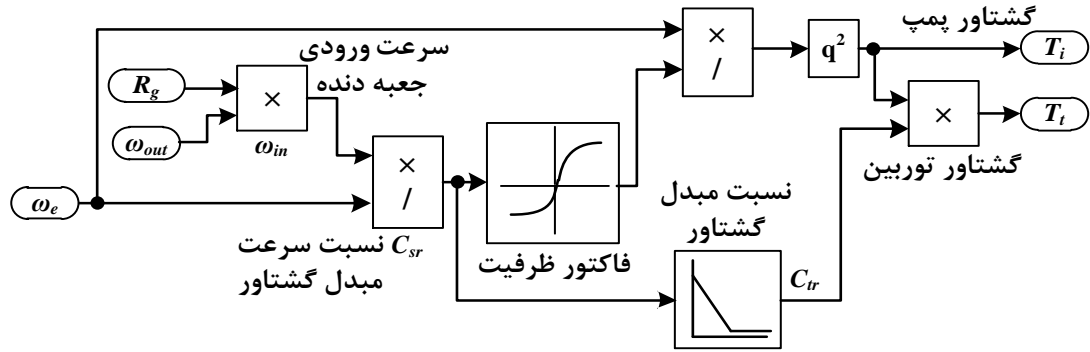 گشتاور پمپ
×
/
q²
Tᵢ
سرعت ورودی
جعبه دنده
R_g
×
ω_out
ω_in
×
T_t
گشتاور توربین
ω_e
×
/
نسبت سرعت C_sr
مبدل گشتاور
فاکتور ظرفیت
نسبت مبدل
گشتاور
C_tr